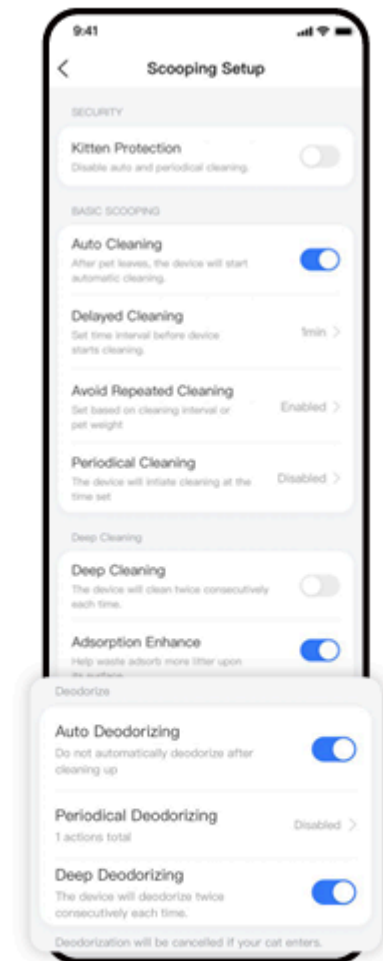 9:41
Scooping Setup
SECURITY
Kitten Protection
Disable auto and periodical cleaning.
BASIC SCOOPING
Auto Cleaning
After pet leaves, the device will start
automatic cleaning.
Delayed Cleaning
Set time interval before device
starts cleaning.
1min
Avoid Repeated Cleaning
Set based on cleaning interval or
pet weight
Enabled
Periodical Cleaning
The device will intiate cleaning at the
time set
Disabled
Deep Cleaning
Deep Cleaning
The device will clean twice consecutively
each time.
Adsorption Enhance
Help waste adsorb more litter upon
its surface
Deodorize
Auto Deodorizing
Do not automatically deodorize after
cleaning up
Periodical Deodorizing
1 actions total
Disabled
Deep Deodorizing
The device will deodorize twice
consecutively each time.
Deodorization will be cancelled if your cat enters.